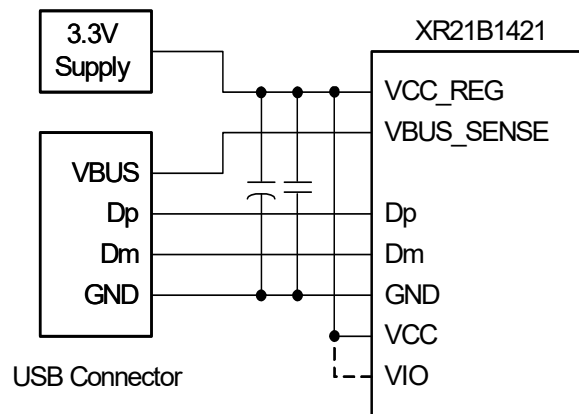 3.3V
Supply
XR21B1421
VCC_REG
VBUS_SENSE
VBUS
Dp
Dp
Dm
Dm
GND
GND
VCC
VIO
USB Connector